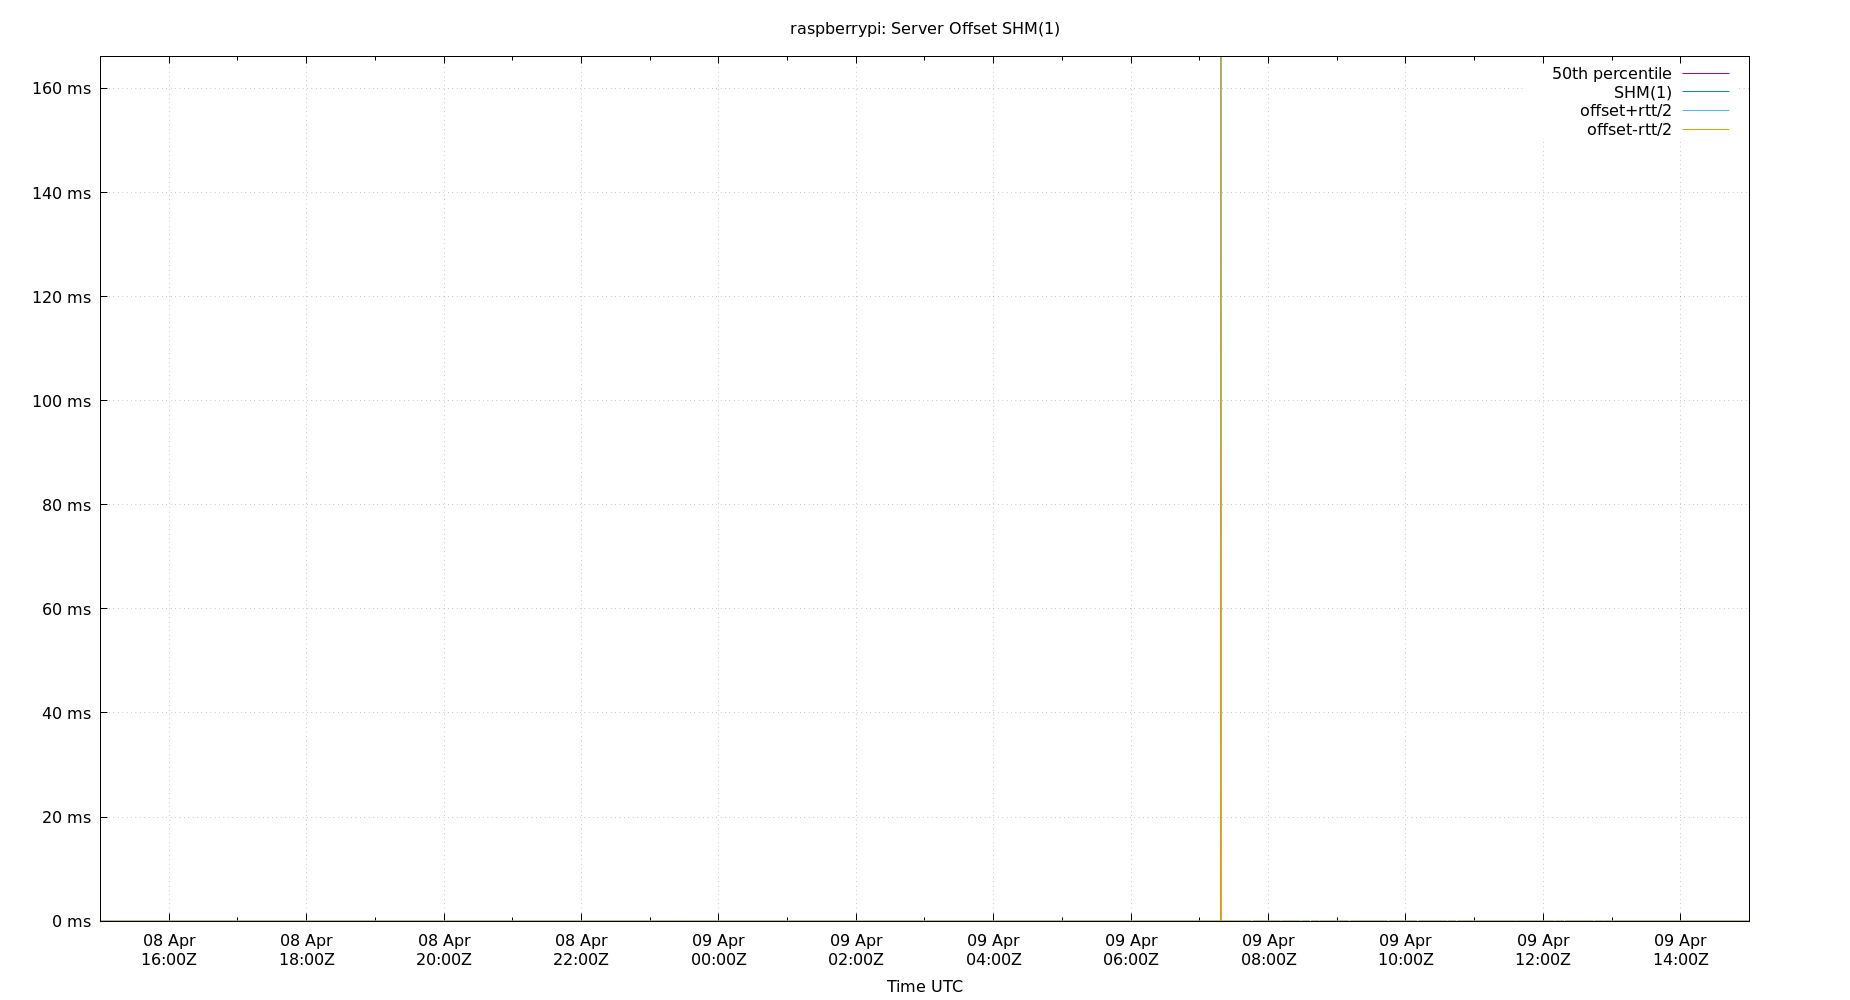 raspberrypi: Server Offset SHM(1)
50th percentile
SHM(1)
offset+rtt/2
offset-rtt/2
160 ms
140 ms
120 ms
100 ms
80 ms
60 ms
40 ms
20 ms
0 ms
08 Apr 08 Apr 08 Apr 08 Apr 09 Apr 09 Apr 09 Apr 09 Apr 09 Apr 09 Apr 09 Apr 09 Apr
16:00Z 18:00Z 20:00Z 22:00Z 00:00Z 02:00Z 04:00Z 06:00Z 08:00Z 10:00Z 12:00Z 14:00Z
Time UTC